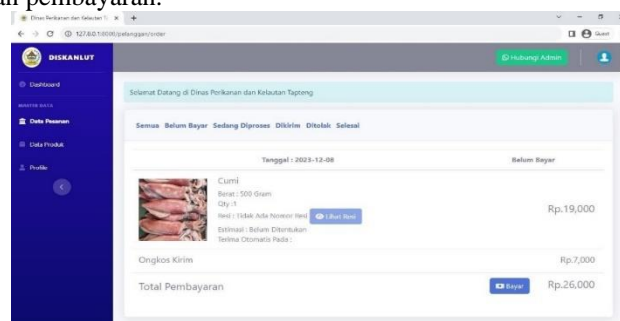 an pembayaran.
Dinas Perikanan dan Kelautan T
127.0.0.1:8000/pelanggan/order
Guest
DISKANLUT
Hubungi Admin
Dashboard
Selamat Datang di Dinas Perikanan dan Kelautan Tapteng
MASTER DATA
Data Pesanan
Semua Belum Bayar Sedang Diproses Dikirim Ditolak Selesai
Data Produk
Profile
Tanggal : 2023-12-08
Belum Bayar
Cumi
Berat : 500 Gram
Qty :1
Resi : Tidak Ada Nomor Resi Lihat Resi
Estimasi : Belum Ditentukan
Terima Otomatis Pada :
Rp.19,000
Ongkos Kirim Rp.7,000
Total Pembayaran Bayar Rp.26,000